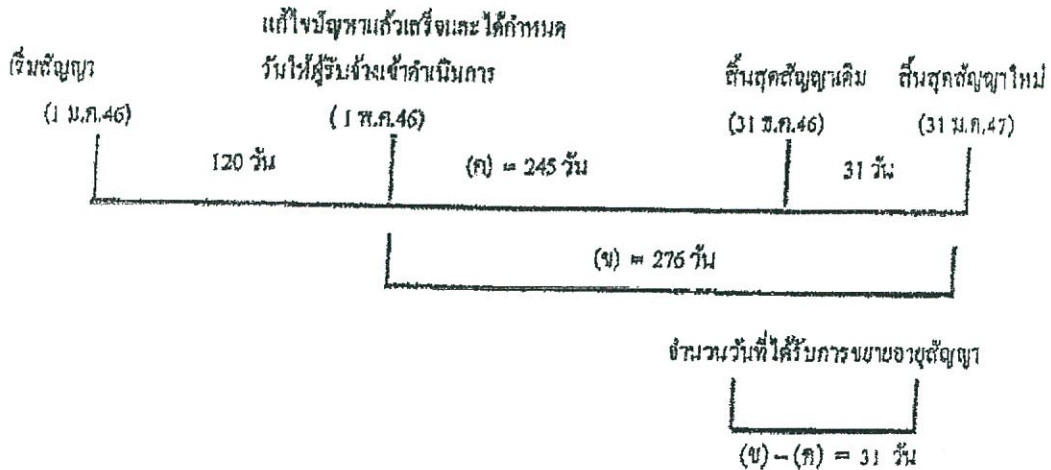 แก้ไขปัญหาแล้วเสร็จและได้กำหนด
เริ่มสัญญา วันให้ผู้รับจ้างเข้าดำเนินการ สิ้นสุดสัญญาเดิม สิ้นสุดสัญญาใหม่
(1 ม.ค.46) (1 พ.ค.46) (31 ธ.ค.46) (31 ม.ค.47)
120 วัน (ค) = 245 วัน 31 วัน
(ข) = 276 วัน
จำนวนวันที่ได้รับการขยายอายุสัญญา
(ข) – (ค) = 31 วัน